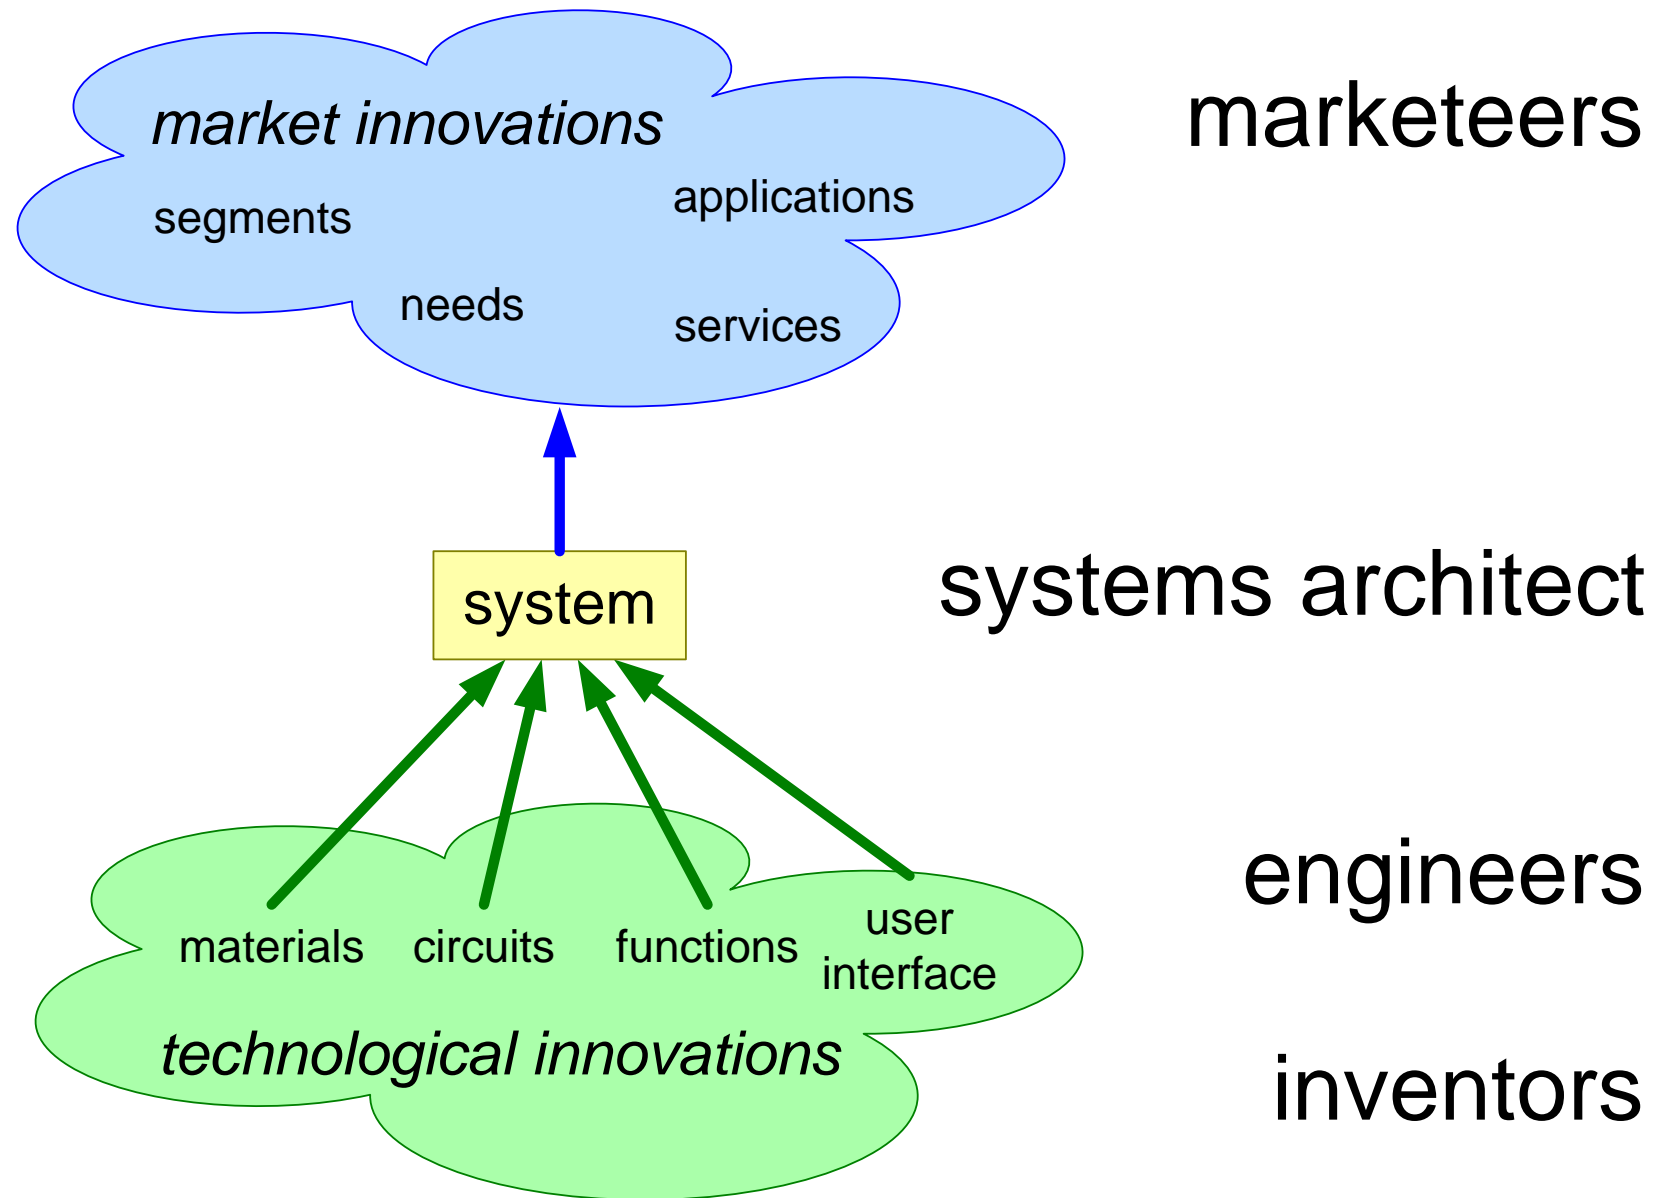 market innovations
marketeers
segments
applications
needs
services
system
systems architect
materials
circuits
functions
user
interface
engineers
technological innovations
inventors